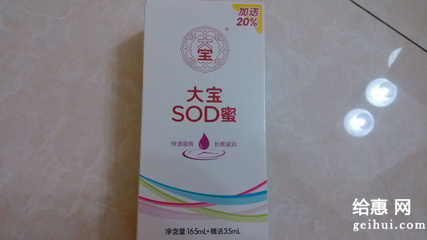 加送
20%
大宝
大宝
SOD蜜
快速吸收 长效滋润
净含量:165mL+赠送35mL
给惠 网
geihui.com